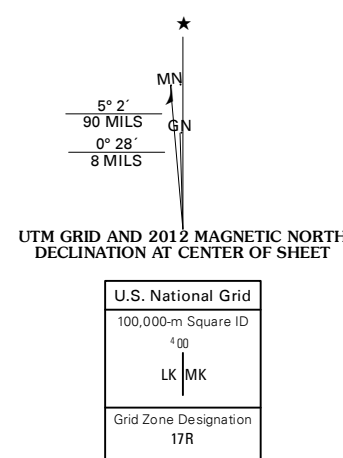 ★
MN
5° 2´
90 MILS
GN
0° 28´
8 MILS
UTM GRID AND 2012 MAGNETIC NORTH
DECLINATION AT CENTER OF SHEET
U.S. National Grid
100,000-m Square ID
4 00
LK MK
Grid Zone Designation
17R